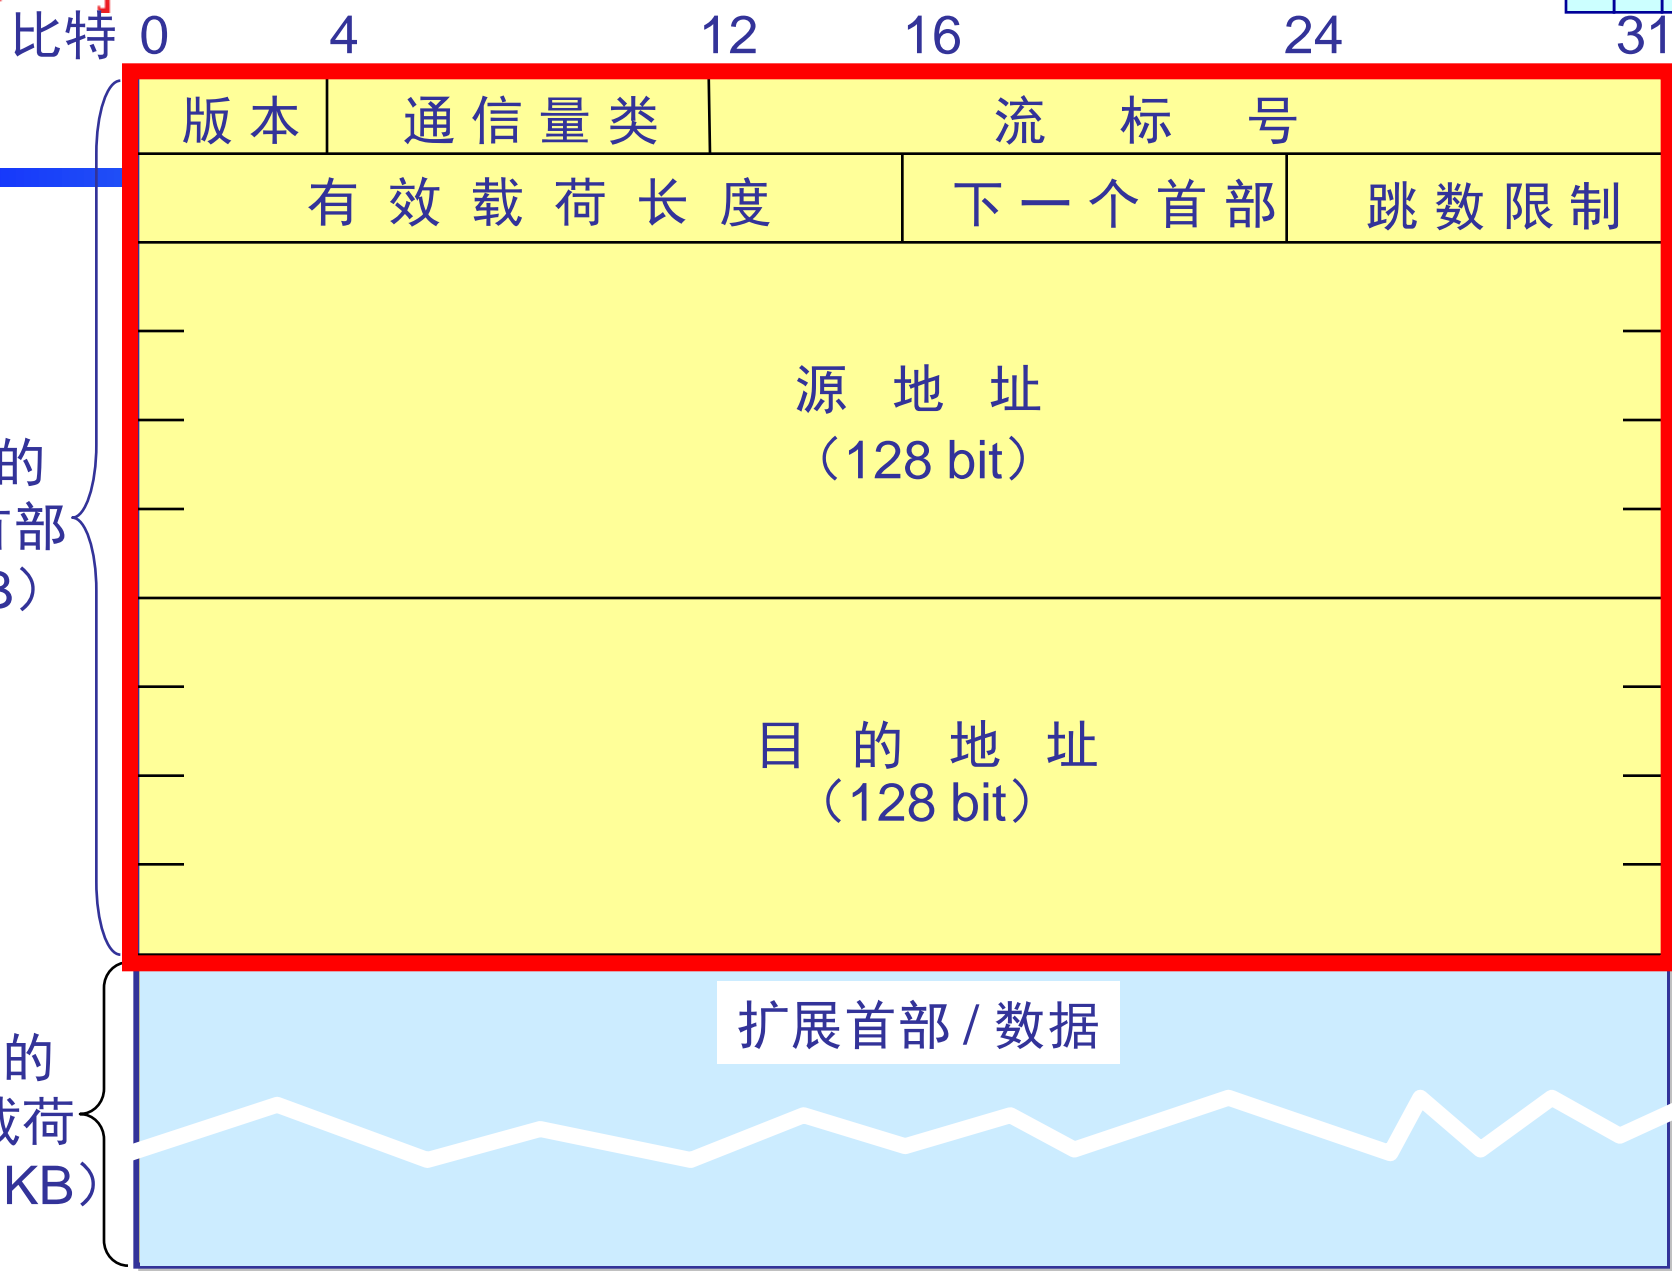 比特 0 4 12 16 24 31
版本 通信量类 流标号
有效载荷长度 下一个首部 跳数限制
源地址
（128 bit）
的
部
B）
目的地址
（128 bit）
扩展首部 / 数据
的
荷
KB）